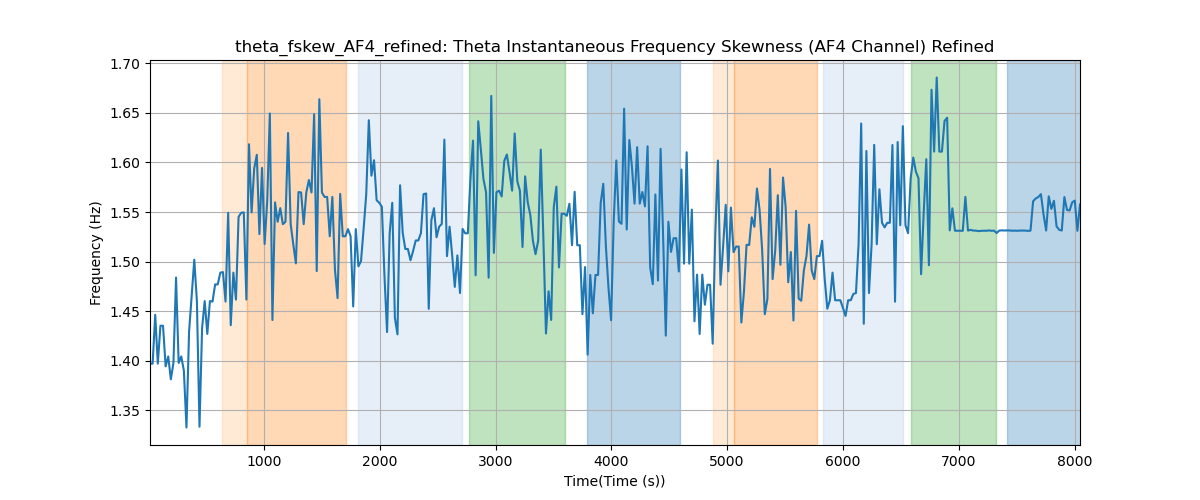 theta_fskew_AF4_refined: Theta Instantaneous Frequency Skewness (AF4 Channel) Refined
1.70
1.65
1.60
1.55
1.50
1.45
1.40
1.35
Frequency (Hz)
1000 2000 3000 4000 5000 6000 7000 8000
Time(Time (s))